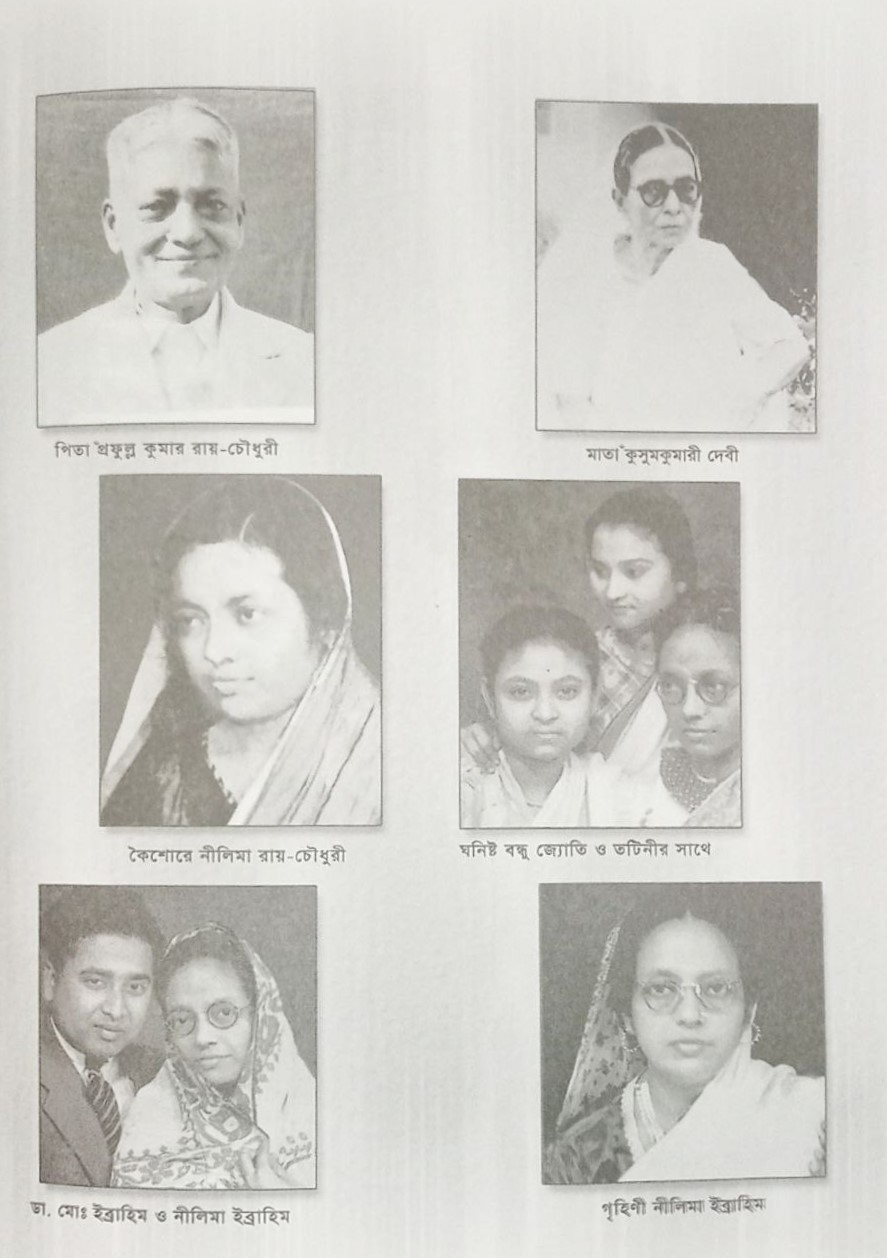 পিতা ঁপ্রফুল্ল কুমার রায়-চৌধুরী
মাতা ঁকুসুমকুমারী দেবী
কৈশোরে নীলিমা রায়-চৌধুরী
ঘনিষ্ট বন্ধু জ্যোতি ও তটিনীর সাথে
ডা. মোঃ ইব্রাহিম ও নীলিমা ইব্রাহিম
গৃহিণী নীলিমা ইব্রাহিম